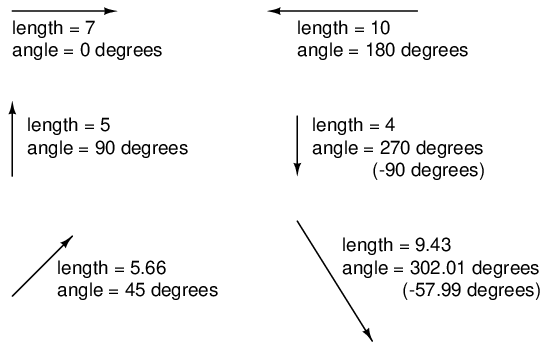 length = 7
angle = 0 degrees
length = 10
angle = 180 degrees
length = 5
angle = 90 degrees
length = 4
angle = 270 degrees
(-90 degrees)
length = 5.66
angle = 45 degrees
length = 9.43
angle = 302.01 degrees
(-57.99 degrees)